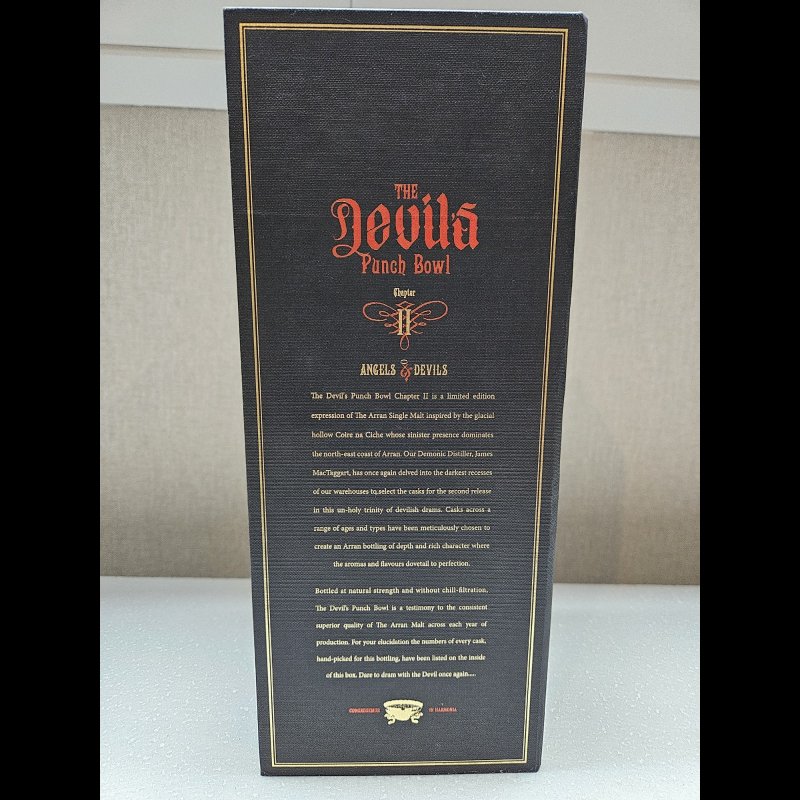 THE
Devil's
Punch Bowl
Chapter
II
ANGELS & DEVILS
The Devil's Punch Bowl Chapter II is a limited edition
expression of The Arran Single Malt inspired by the glacial
hollow Coire na Ciche whose sinister presence dominates
the north-east coast of Arran. Our Demonic Distiller, James
MacTaggart, has once again delved into the darkest recesses
of our warehouses to select the casks for the second release
in this un-holy trinity of devilish drams. Casks across a
range of ages and types have been meticulously chosen to
create an Arran bottling of depth and rich character where
the aromas and flavours dovetail to perfection.
Bottled at natural strength and without chill-filtration,
The Devil's Punch Bowl is a testimony to the consistent
superior quality of The Arran Malt across each year of
production. For your elucidation the numbers of every cask,
hand-picked for this bottling, have been listed on the inside
of this box. Dare to dram with the Devil once again....
IN HARMONIA